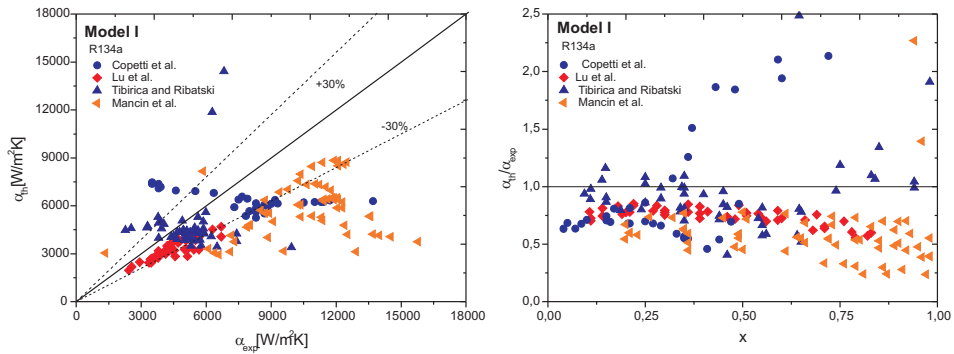 Model I
R134a
Copetti et al.
Lu et al.
Tibirica and Ribatski
Mancin et al.
+30%
-30%
18000
15000
12000
9000
6000
3000
0
0 3000 6000 9000 12000 15000 18000
α_th[W/m²K]
α_exp[W/m²K]
Model I
R134a
Copetti et al.
Lu et al.
Tibirica and Ribatski
Mancin et al.
2,5
2,0
1,5
1,0
0,5
0,0
0,00 0,25 0,50 0,75 1,00
α_th/α_exp
x